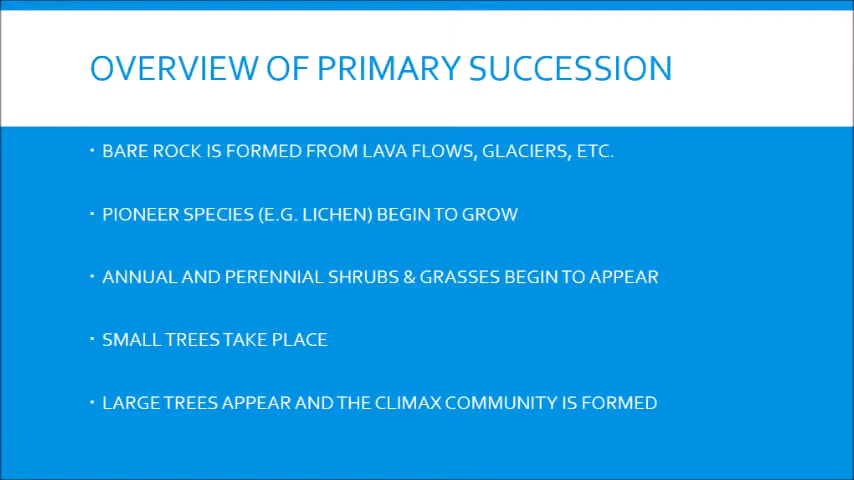 OVERVIEW OF PRIMARY SUCCESSION
▪ BARE ROCK IS FORMED FROM LAVA FLOWS, GLACIERS, ETC.
▪ PIONEER SPECIES (E.G. LICHEN) BEGIN TO GROW
▪ ANNUAL AND PERENNIAL SHRUBS & GRASSES BEGIN TO APPEAR
▪ SMALL TREES TAKE PLACE
▪ LARGE TREES APPEAR AND THE CLIMAX COMMUNITY IS FORMED